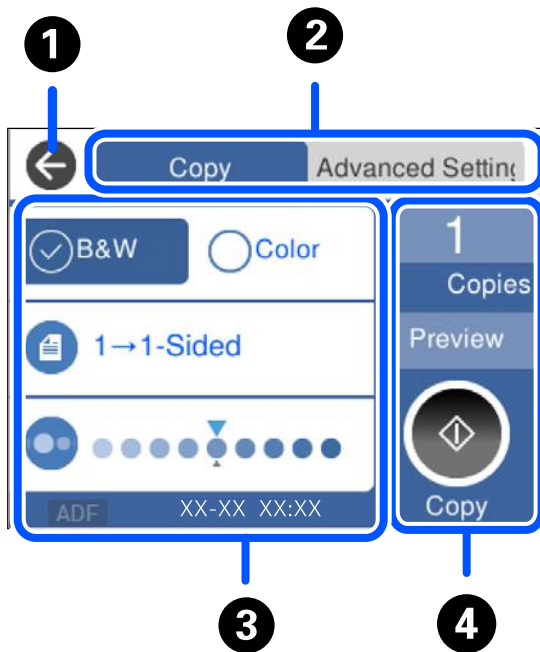 1
2
Copy
Advanced Setting
B&W
Color
1
Copies
1→1-Sided
Preview
ADF
XX-XX XX:XX
Copy
3
4